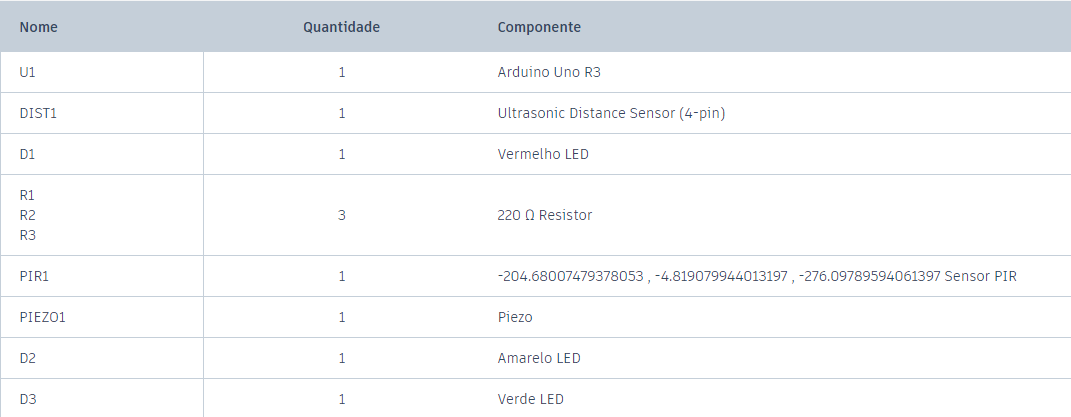 Nome Quantidade Componente
U1 1 Arduino Uno R3
DIST1 1 Ultrasonic Distance Sensor (4-pin)
D1 1 Vermelho LED
R1
R2 3 220 Ω Resistor
R3
PIR1 1 -204.68007479378053 , -4.819079944013197 , -276.09789594061397 Sensor PIR
PIEZO1 1 Piezo
D2 1 Amarelo LED
D3 1 Verde LED